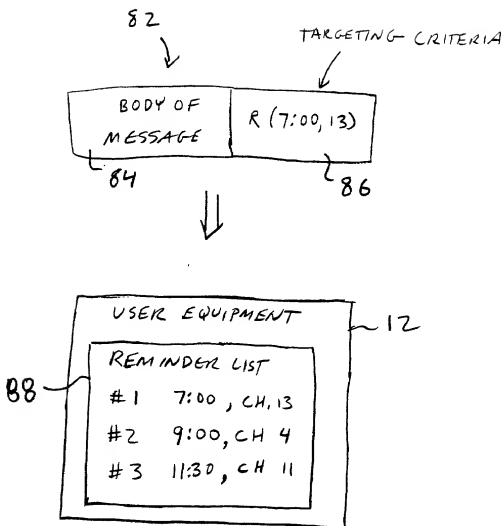 82
TARGETING CRITERIA
BODY OF
MESSAGE
R (7:00, 13)
84
86
USER EQUIPMENT
12
REMINDER LIST
88
#1 7:00, CH. 13
#2 9:00, CH 4
#3 11:30, CH 11